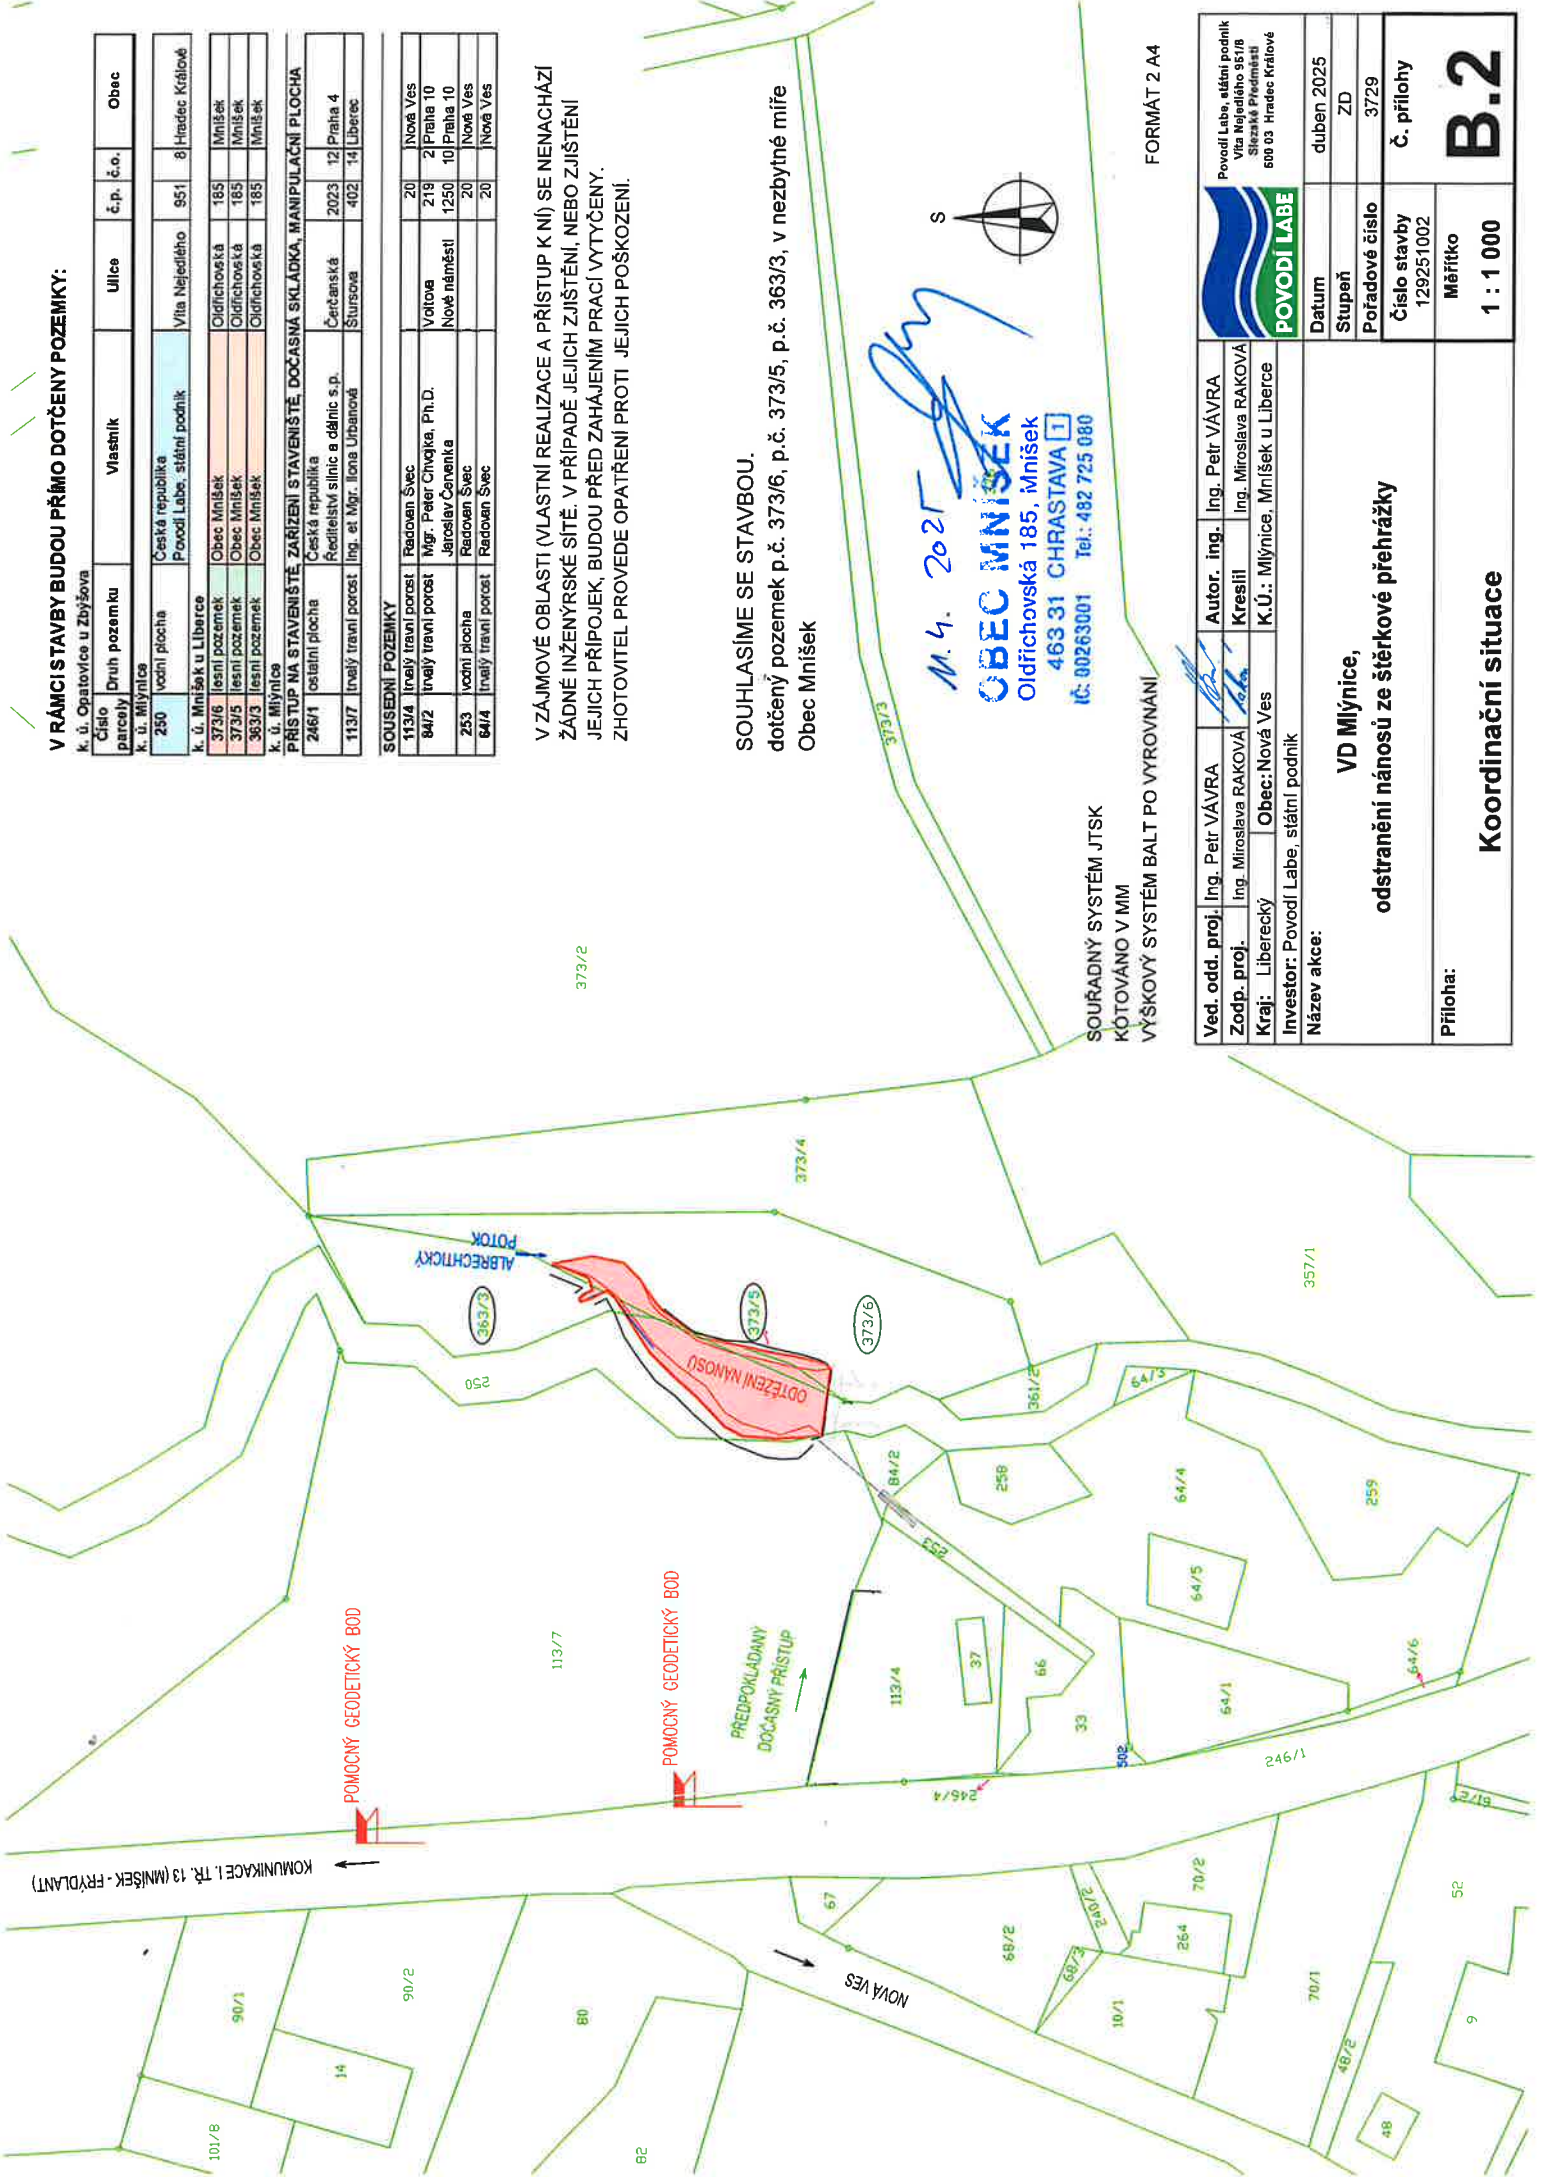 V RÁMCI STAVBY BUDOU PŘÍMO DOTČENY POZEMKY:
k. ú. Opatovice u Zbýšova
Číslo parcely Druh pozemku Vlastník Ulice č.p. č.o. Obec
k. ú. Mlýnice
250 vodní plocha Česká republika
Povodí Labe, státní podnik Víta Nejedlého 951 8 Hradec Králové
k. ú. Mníšek u Liberce
373/6 lesní pozemek Obec Mníšek Oldřichovská 185 Mníšek
373/5 lesní pozemek Obec Mníšek Oldřichovská 185 Mníšek
363/3 lesní pozemek Obec Mníšek Oldřichovská 185 Mníšek
k. ú. Mlýnice
PŘÍSTUP NA STAVENIŠTĚ, ZAŘÍZENÍ STAVENIŠTĚ, DOČASNÁ SKLÁDKA, MANIPULAČNÍ PLOCHA
246/1 ostatní plocha Česká republika
Ředitelství silnic a dálnic s.p. Čerčanská 2023 12 Praha 4
113/7 trvalý travní porost Ing. et Mgr. Ilona Urbanová Štursova 402 14 Liberec
SOUSEDNÍ POZEMKY
113/4 trvalý travní porost Radovan Švec 20 Nová Ves
84/2 trvalý travní porost Mgr. Peter Chvojka, Ph.D. Voltova 219 2 Praha 10
Jaroslav Červenka Nové náměstí 1250 10 Praha 10
253 vodní plocha Radovan Švec 20 Nová Ves
64/4 trvalý travní porost Radovan Švec 20 Nová Ves
V ZÁJMOVÉ OBLASTI (VLASTNÍ REALIZACE A PŘÍSTUP K NÍ) SE NENACHÁZÍ
ŽÁDNÉ INŽENÝRSKÉ SÍTĚ. V PŘÍPADĚ JEJICH ZJIŠTĚNÍ, NEBO ZJIŠTĚNÍ
JEJICH PŘÍPOJEK, BUDOU PŘED ZAHÁJENÍM PRACÍ VYTYČENY.
ZHOTOVITEL PROVEDE OPATŘENÍ PROTI JEJICH POŠKOZENÍ.
SOUHLASÍME SE STAVBOU.
dotčený pozemek p.č. 373/6, p.č. 373/5, p.č. 363/3, v nezbytné míře
Obec Mníšek
11. 4. 2025
OBEC MNÍŠEK
Oldřichovská 185, Mníšek
463 31 CHRASTAVA 1
IČ: 00263001 Tel.: 482 725 080
S
FORMÁT 2 A4
SOUŘADNÝ SYSTÉM JTSK
KÓTOVÁNO V MM
VÝŠKOVÝ SYSTÉM BALT PO VYROVNÁNÍ
Ved. odd. proj. Ing. Petr VÁVRA Autor. ing. Ing. Petr VÁVRA
Zodp. proj. Ing. Miroslava RAKOVÁ Kreslil Ing. Miroslava RAKOVÁ
Kraj: Liberecký Obec: Nová Ves K.Ú.: Mlýnice, Mníšek u Liberce
Investor: Povodí Labe, státní podnik
Název akce:
VD Mlýnice,
odstranění nánosů ze štěrkové přehrážky
Příloha:
Koordinační situace
POVODÍ LABE
Povodí Labe, státní podnik
Víta Nejedlého 951/8
Slezské Předměstí
500 03 Hradec Králové
Datum duben 2025
Stupeň ZD
Pořadové číslo 3729
Číslo stavby
129251002
Č. přílohy
B.2
Měřítko
1 : 1 000
KOMUNIKACE I. TŘ. 13 (MNÍŠEK - FRÝDLANT)
POMOCNÝ GEODETICKÝ BOD
POMOCNÝ GEODETICKÝ BOD
PŘEDPOKLÁDANÝ
DOČASNÝ PŘÍSTUP
ALBRECHTICKÝ
POTOK
ODTĚŽENÍ NÁNOSŮ
NOVÁ VES
373/2
373/3
373/4
363/3
373/5
373/6
250
357/1
361/2
64/3
84/2
258
64/4
259
253
113/7
113/4
37
66
33
64/5
64/1
64/6
502
246/1
246/4
61/2
90/1
90/2
14
101/8
80
82
67
68/2
68/3
240/2
70/2
264
10/1
70/1
48/2
48
52
9